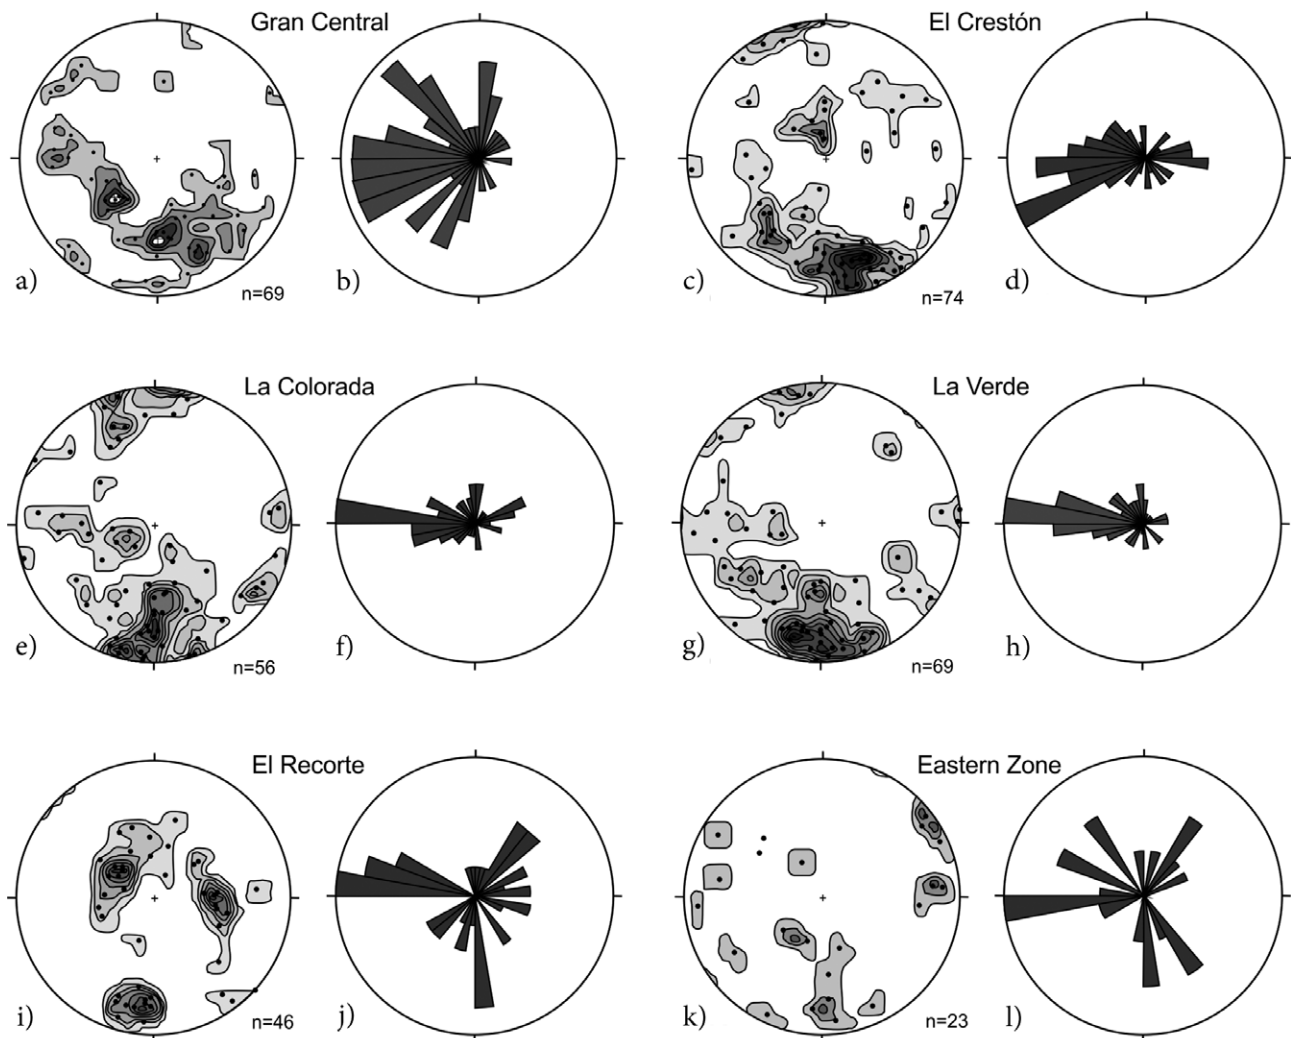 Gran Central
El Crestón
a)
n=69
b)
c)
n=74
d)
La Colorada
La Verde
e)
n=56
f)
g)
n=69
h)
El Recorte
Eastern Zone
i)
n=46
j)
k)
n=23
l)